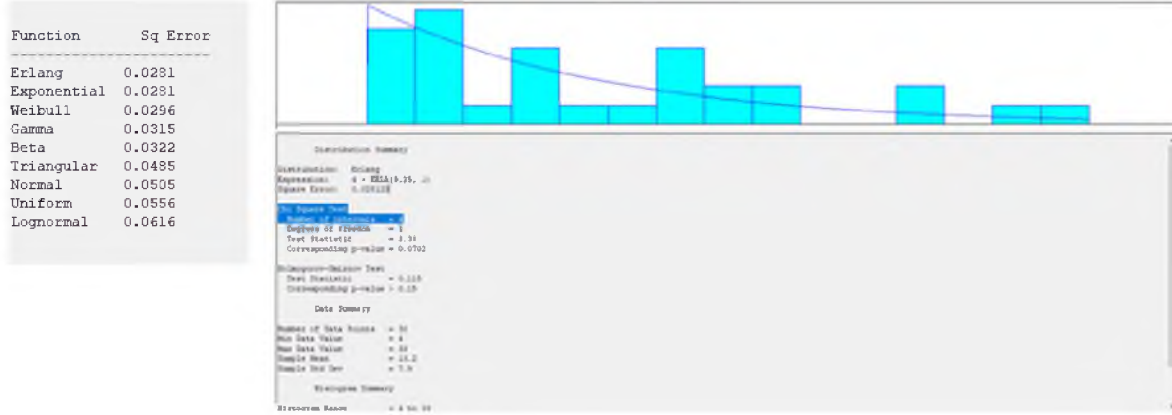 Function Sq Error
Erlang 0.0281
Exponential 0.0281
Weibull 0.0296
Gamma 0.0315
Beta 0.0322
Triangular 0.0485
Normal 0.0505
Uniform 0.0556
Lognormal 0.0616
Distribution Summary
Distribution: Erlang
Expression:
Square Error:
Chi Square Test
Number of intervals
Degrees of freedom = 1
Test Statistic
Corresponding p-value = 0.0702
Kolmogorov-Smirnov Test
Test Statistic
Corresponding p-value > 0.15
Data Summary
Number of Data Points = 30
Min Data Value = 4
Max Data Value
Sample Mean
Sample Std Dev
Histogram Summary
Histogram Range